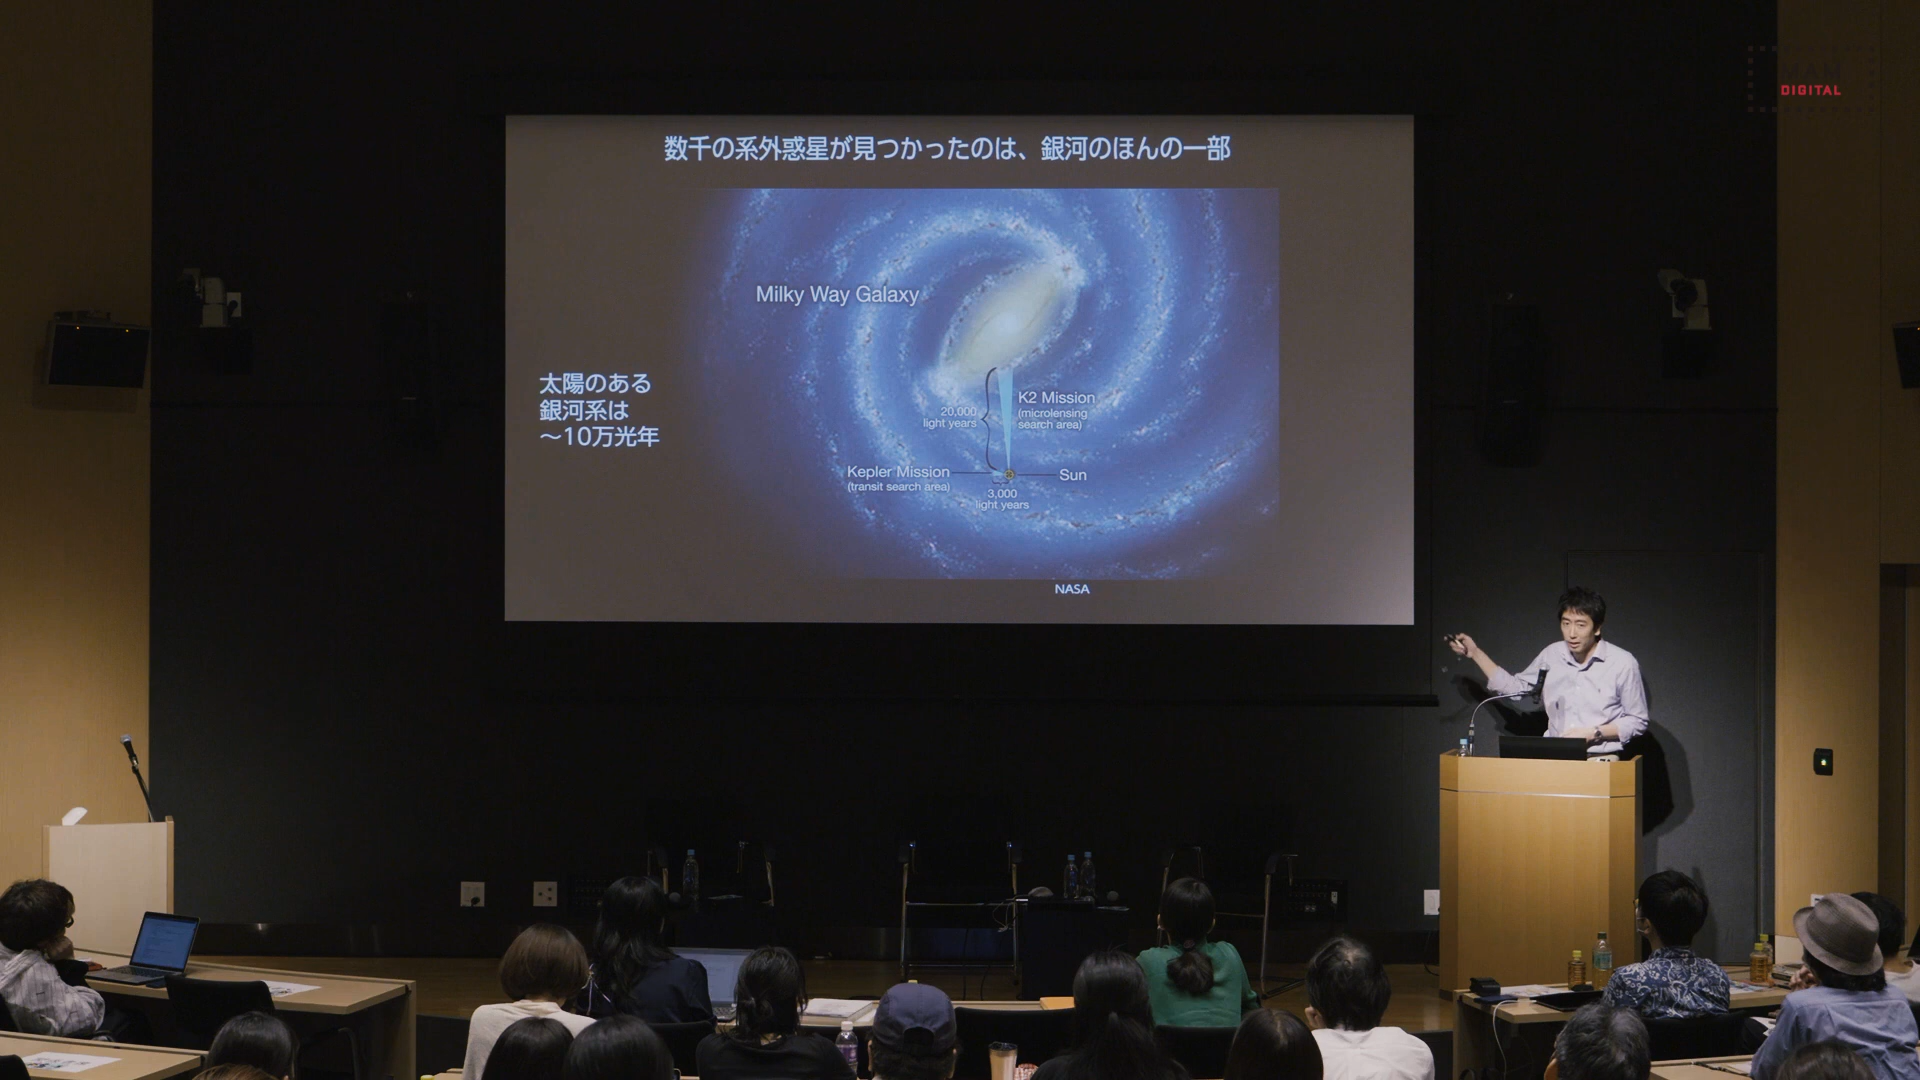 DIGITAL
数千の系外惑星が見つかったのは、銀河のほんの一部
Milky Way Galaxy
太陽のある
銀河系は
～10万光年
20,000
light years
K2 Mission
(microlensing
search area)
Kepler Mission
(transit search area)
Sun
3,000
light years
NASA